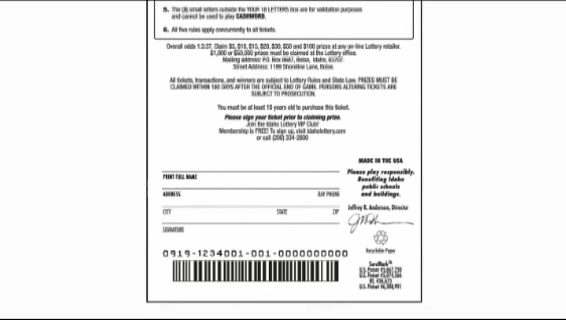 5. The (3) small letters outside the YOUR 18 LETTERS box are for validation purposes
and cannot be used to play CASHWORD.
6. All five rules apply concurrently to all tickets.
Overall odds 1:3.37. Claim $5, $10, $15, $20, $30, $50 and $100 prizes at any on-line Lottery retailer.
$1,000 or $50,000 prizes must be claimed at the Lottery office.
Mailing address: P.O. Box 6537, Boise, Idaho, 83707.
Street Address: 1199 Shoreline Lane, Boise.
All tickets, transactions, and winners are subject to Lottery Rules and State Law. PRIZES MUST BE
CLAIMED WITHIN 180 DAYS AFTER THE OFFICIAL END OF GAME. PERSONS ALTERING TICKETS ARE
SUBJECT TO PROSECUTION.
You must be at least 18 years old to purchase this ticket.
Please sign your ticket prior to claiming prize.
Join the Idaho Lottery VIP Club!
Membership is FREE! To sign up, visit idaholottery.com
or call (208) 334-2600
MADE IN THE USA
Please play responsibly.
Benefiting Idaho
public schools
and buildings.
Jeffrey R. Anderson, Director
PRINT FULL NAME
ADDRESS DAY PHONE
CITY STATE ZIP
SIGNATURE
Recyclable Paper
0919-1234001-001-0000000000
U.S. Patent
U.S. Patent
U.S. Patent